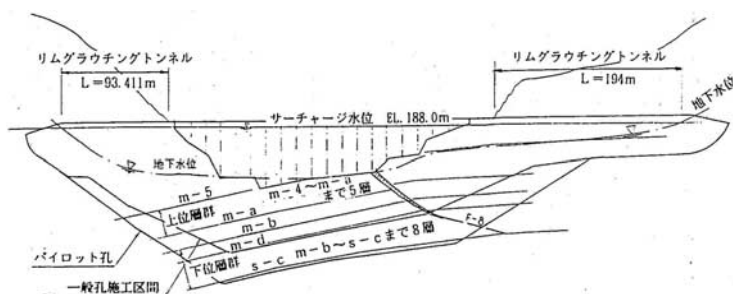 リムグラウチングトンネル
L=93.411m
リムグラウチングトンネル
L=194m
地下水位
サーチャージ水位 EL.188.0m
地下水位
m-5
m-4〜m-a
まで5層
上位層群
m-a
m-b
m-d
F-8
下位層群
s-c m-b〜s-cまで8層
パイロット孔
一般孔施工区間